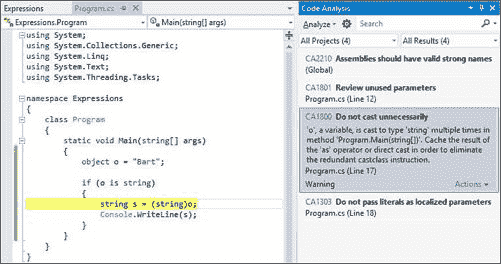 Expressions
Program.cs
Expressions.Program
Main(string[] args)
using System;
using System.Collections.Generic;
using System.Linq;
using System.Text;
using System.Threading.Tasks;
namespace Expressions
{
class Program
{
static void Main(string[] args)
{
object o = "Bart";
if (o is string)
{
string s = (string)o;
Console.WriteLine(s);
}
}
}
}
Code Analysis
Analyze
Search
All Projects (4)
All Results (4)
CA2210 Assemblies should have valid strong names
(Global)
CA1801 Review unused parameters
Program.cs (Line 12)
CA1800 Do not cast unnecessarily
'o', a variable, is cast to type 'string' multiple times in
method 'Program.Main(string[])'. Cache the result
of the 'as' operator or direct cast in order to eliminate
the redundant castclass instruction.
Program.cs (Line 17)
Warning
Actions
CA1303 Do not pass literals as localized parameters
Program.cs (Line 18)